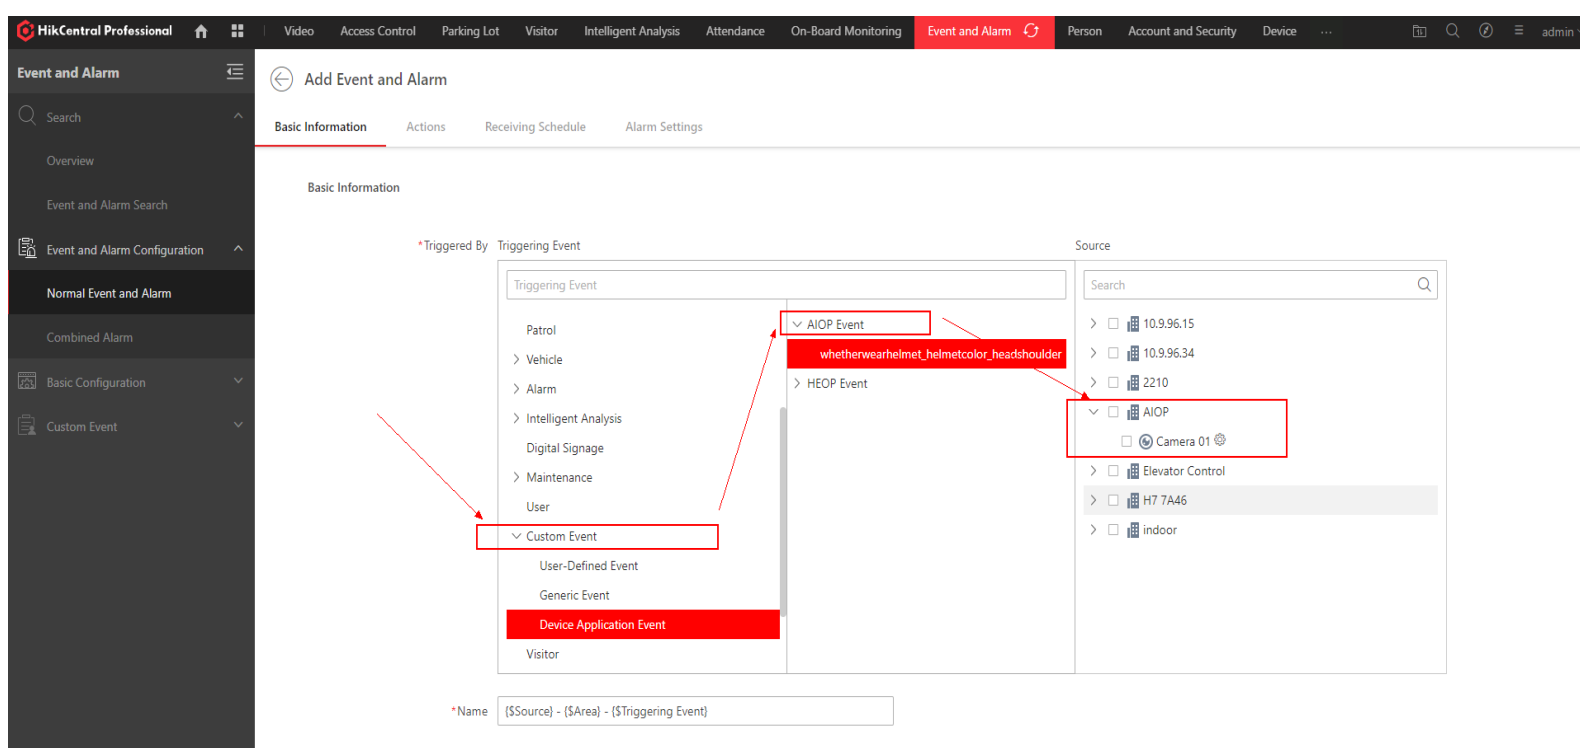 HikCentral Professional
Video Access Control Parking Lot Visitor Intelligent Analysis Attendance On-Board Monitoring Event and Alarm Person Account and Security Device ... admin
Event and Alarm
Search
Overview
Event and Alarm Search
Event and Alarm Configuration
Normal Event and Alarm
Combined Alarm
Basic Configuration
Custom Event
Add Event and Alarm
Basic Information Actions Receiving Schedule Alarm Settings
Basic Information
*Triggered By Triggering Event
Triggering Event
Patrol
Vehicle
Alarm
Intelligent Analysis
Digital Signage
Maintenance
User
Custom Event
User-Defined Event
Generic Event
Device Application Event
Visitor
AIOP Event
whetherwearhelmet_helmetcolor_headshoulder
HEOP Event
Source
Search
10.9.96.15
10.9.96.34
2210
AIOP
Camera 01
Elevator Control
H7 7A46
indoor
*Name {$Source} - {$Area} - {$Triggering Event}